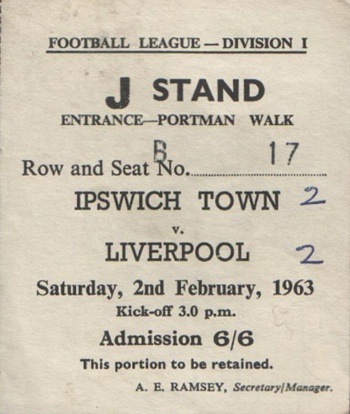 FOOTBALL LEAGUE — DIVISION I
J STAND
ENTRANCE—PORTMAN WALK
Row and Seat No. B 17
IPSWICH TOWN 2
v.
LIVERPOOL 2
Saturday, 2nd February, 1963
Kick-off 3.0 p.m.
Admission 6/6
This portion to be retained.
A. E. RAMSEY, Secretary/Manager.